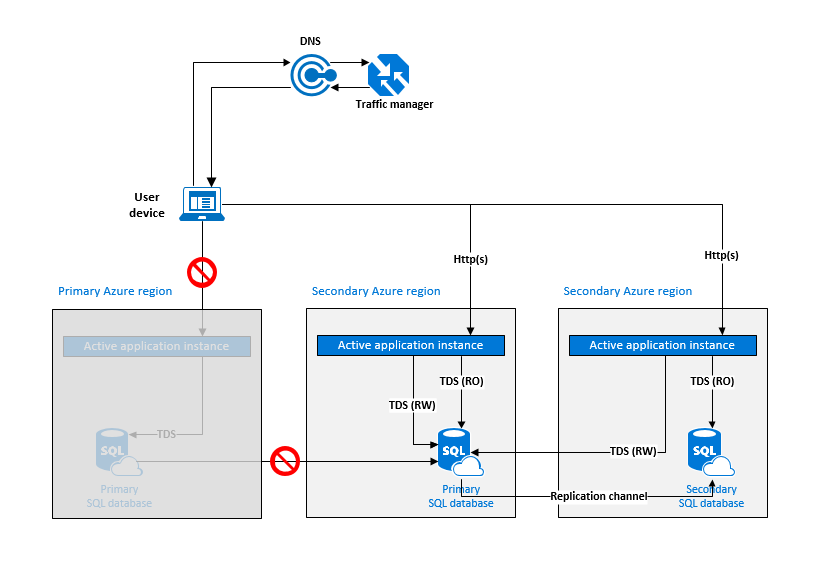 DNS
Traffic manager
User
device
Http(s)
Http(s)
Primary Azure region
Secondary Azure region
Secondary Azure region
Active application instance
Active application instance
Active application instance
TDS (RO)
TDS (RO)
TDS (RW)
TDS
TDS (RW)
SQL
SQL
SQL
Primary
SQL database
Primary
SQL database
Replication channel
Secondary
SQL database